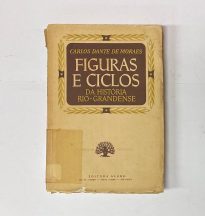 CARLOS DANTE DE MORAES
FIGURAS
E CICLOS
DA HISTÓRIA
RIO-GRANDENSE
EDITORA GLOBO